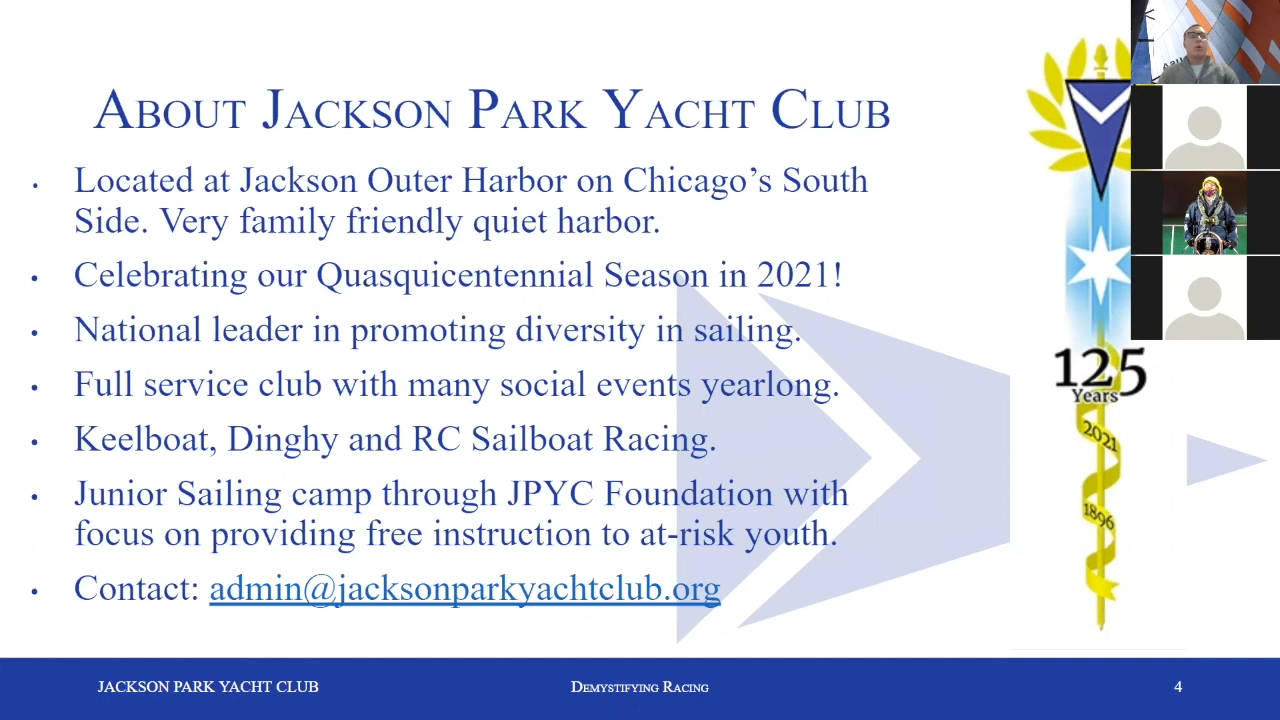 About Jackson Park Yacht Club
• Located at Jackson Outer Harbor on Chicago’s South
Side. Very family friendly quiet harbor.
• Celebrating our Quasquicentennial Season in 2021!
• National leader in promoting diversity in sailing.
• Full service club with many social events yearlong.
• Keelboat, Dinghy and RC Sailboat Racing.
• Junior Sailing camp through JPYC Foundation with
focus on providing free instruction to at-risk youth.
• Contact: admin@jacksonparkyachtclub.org
125
Years
2021
1896
JACKSON PARK YACHT CLUB
Demystifying Racing
4